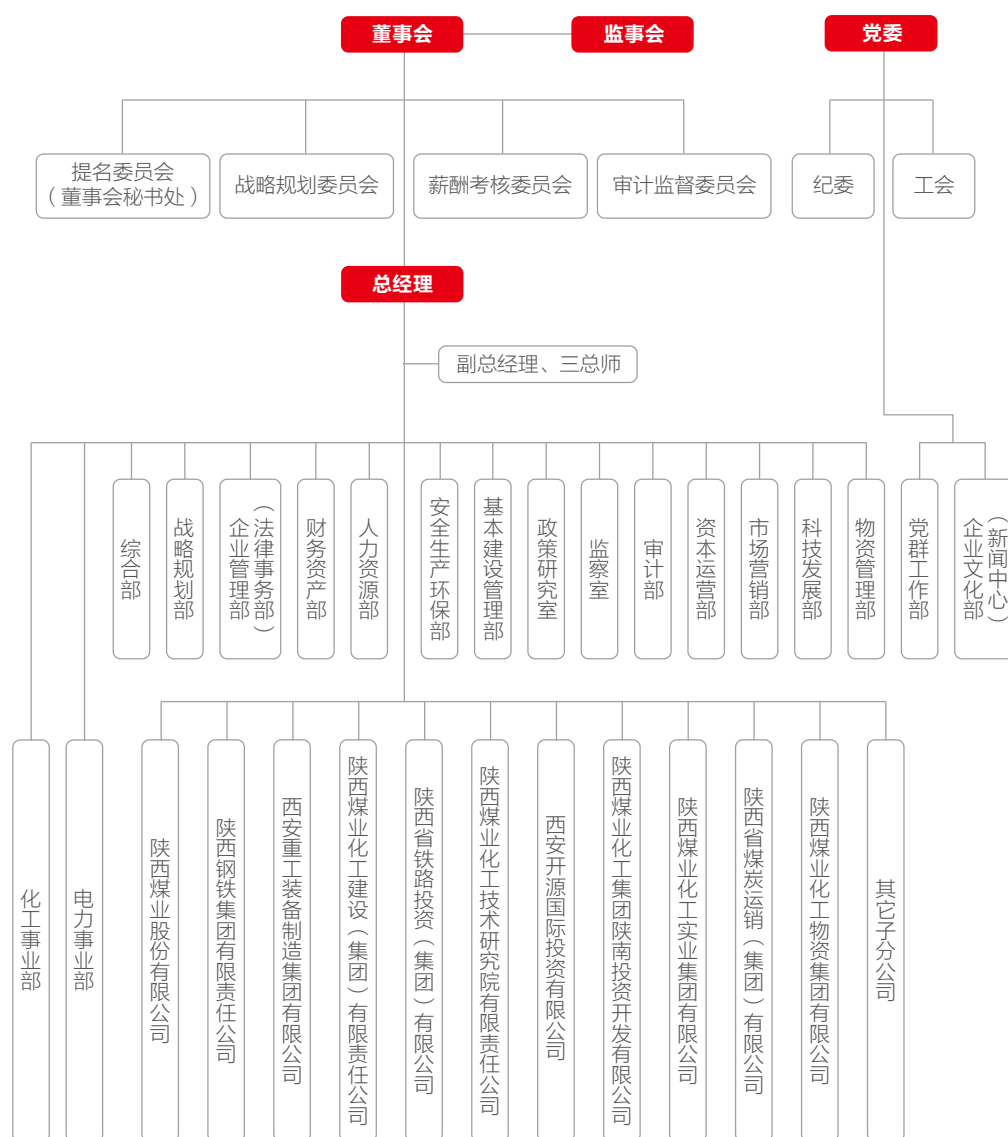 董事会
监事会
党委
提名委员会
（董事会秘书处）
战略规划委员会
薪酬考核委员会
审计监督委员会
纪委
工会
总经理
副总经理、三总师
综合部
战略规划部
（法律事务部）
企业管理部
财务资产部
人力资源部
安全生产环保部
基本建设管理部
政策研究室
监察室
审计部
资本运营部
市场营销部
科技发展部
物资管理部
党群工作部
（新闻中心）
企业文化部
化工事业部
电力事业部
陕西煤业股份有限公司
陕西钢铁集团有限责任公司
西安重工装备制造集团有限公司
陕西煤业化工建设（集团）有限责任公司
陕西省铁路投资（集团）有限公司
陕西煤业化工技术研究院有限责任公司
西安开源国际投资有限公司
陕西煤业化工集团陕南投资开发有限公司
陕西煤业化工实业集团有限公司
陕西省煤炭运销（集团）有限公司
陕西煤业化工物资集团有限公司
其它子分公司